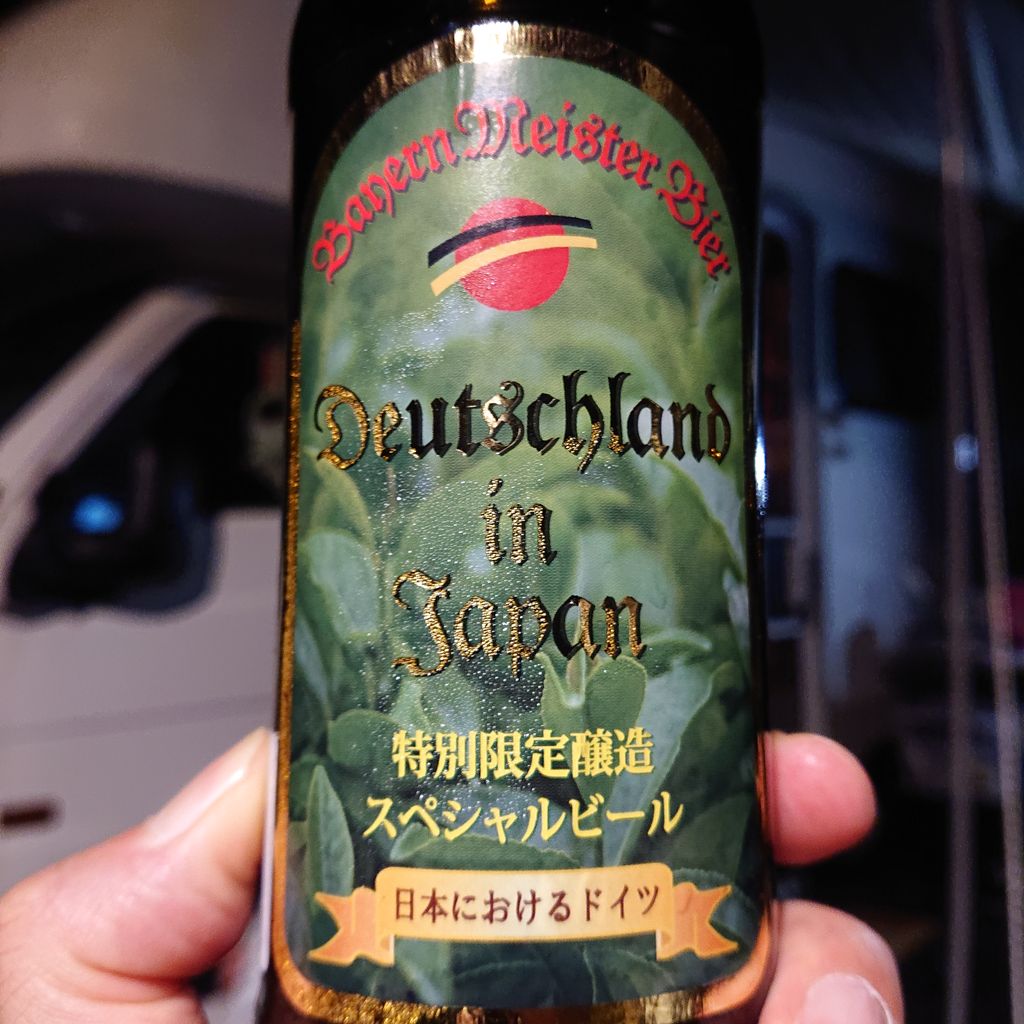 Bayern Meister Bier
Deutschland
in
Japan
特別限定醸造
スペシャルビール
日本におけるドイツ